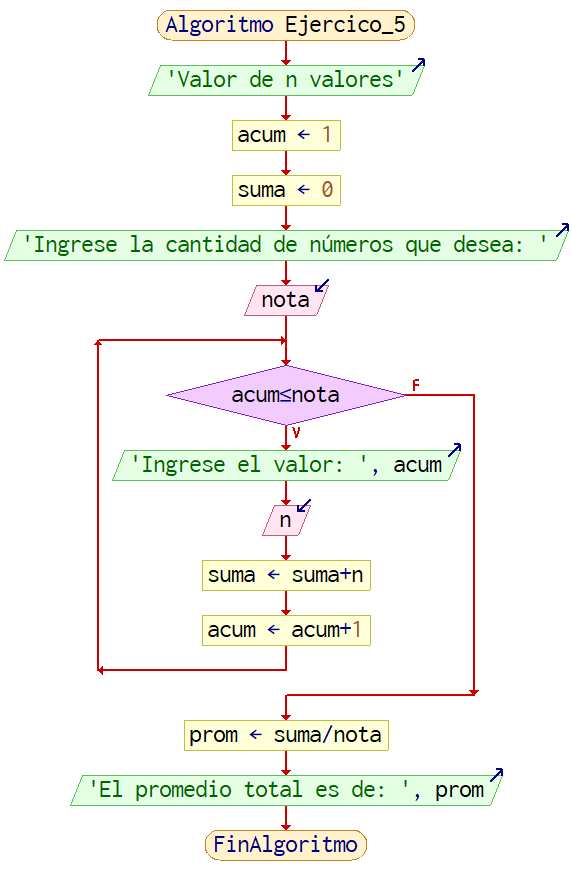 Algoritmo Ejercico_5
'Valor de n valores'
acum ← 1
suma ← 0
'Ingrese la cantidad de números que desea: '
nota
acum≤nota
F
V
'Ingrese el valor: ', acum
n
suma ← suma+n
acum ← acum+1
prom ← suma/nota
'El promedio total es de: ', prom
FinAlgoritmo